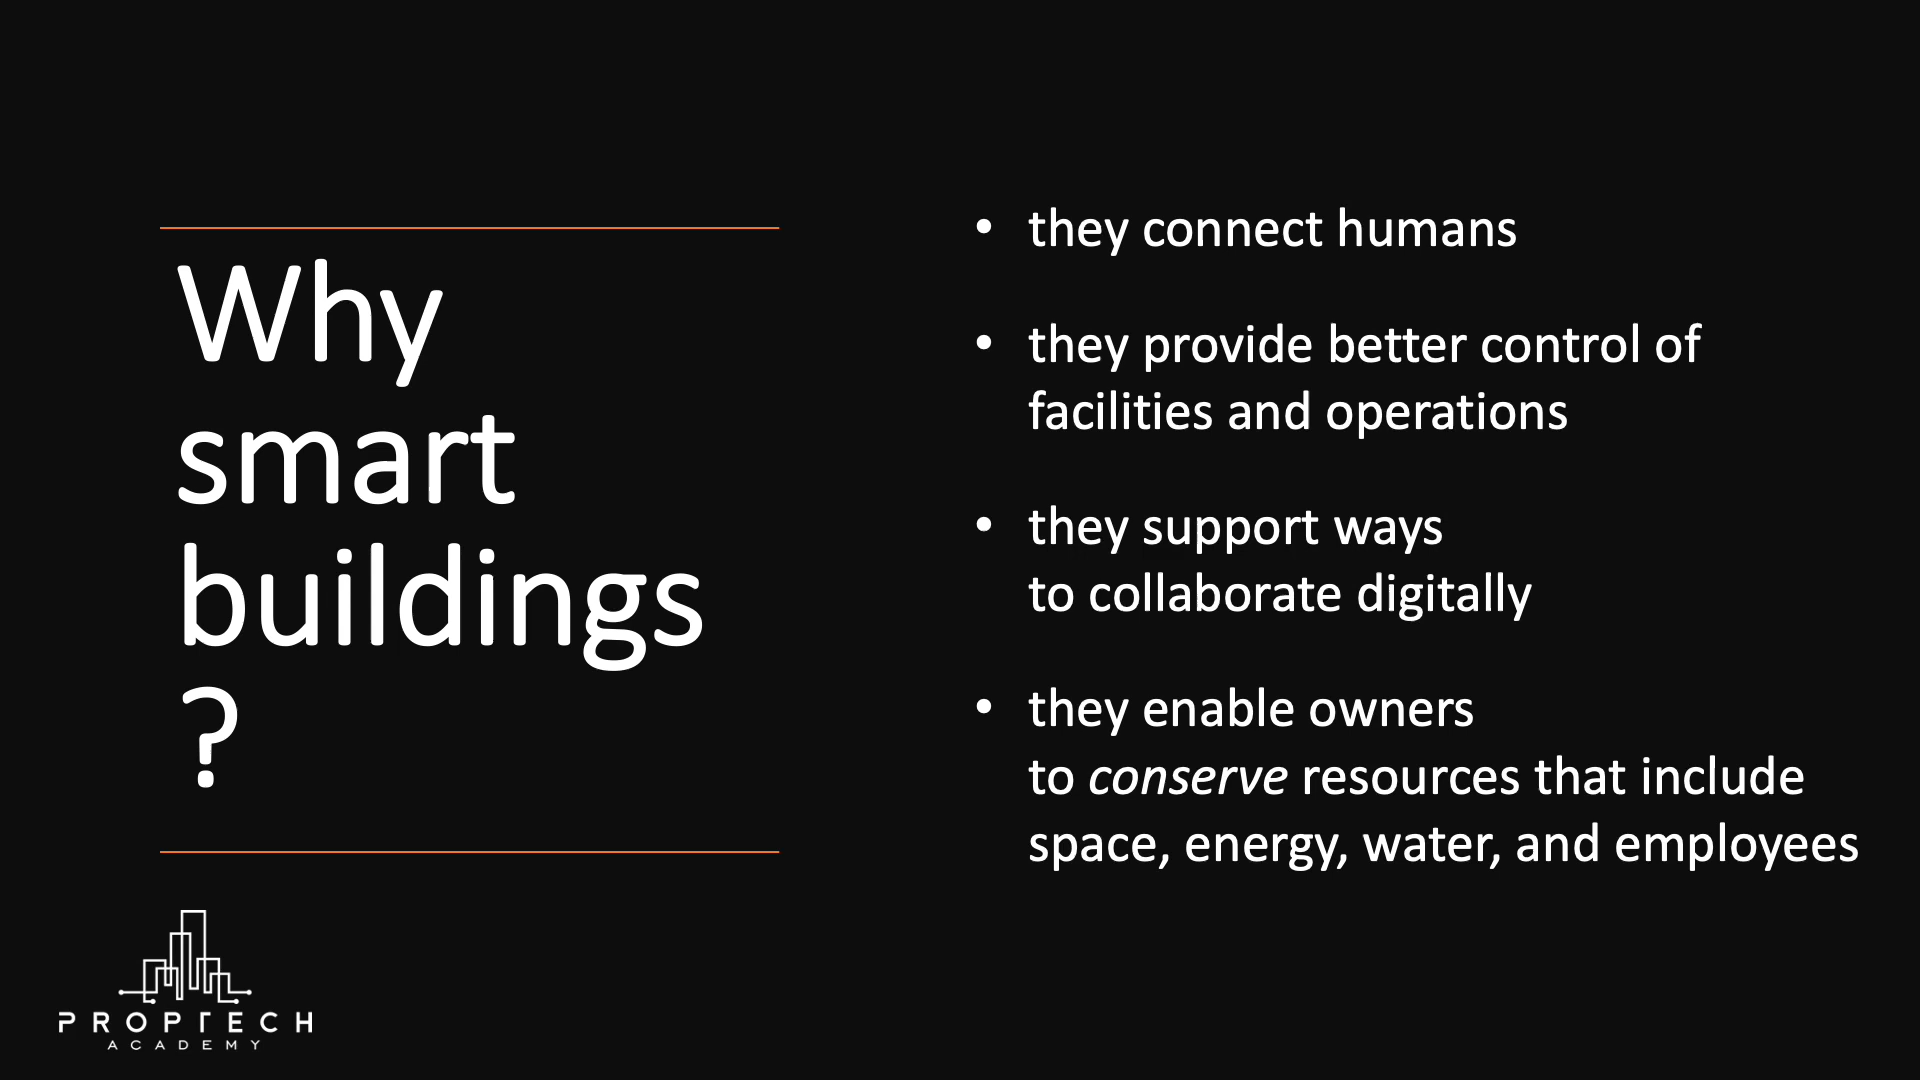 Why
smart
buildings
?
• they connect humans
• they provide better control of
facilities and operations
• they support ways
to collaborate digitally
• they enable owners
to conserve resources that include
space, energy, water, and employees
PROPTECH
ACADEMY